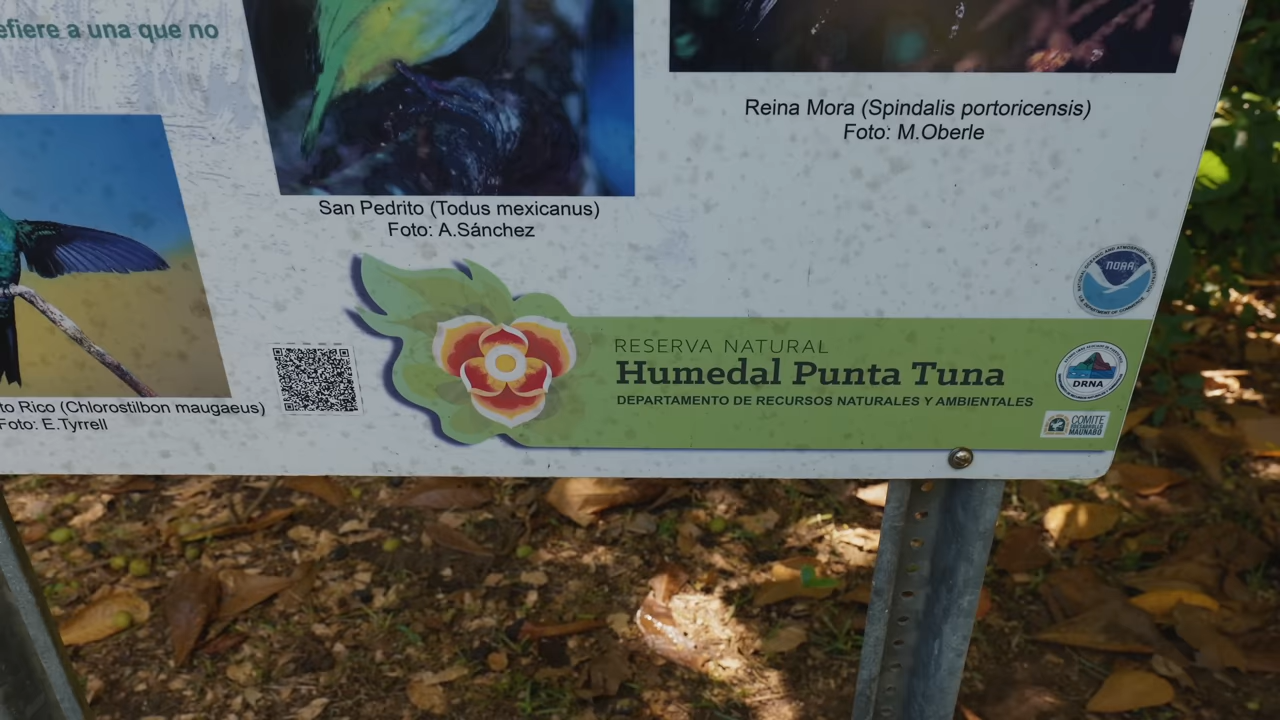 efiere a una que no
Reina Mora (Spindalis portoricensis)
Foto: M.Oberle
San Pedrito (Todus mexicanus)
Foto: A.Sánchez
to Rico (Chlorostilbon maugaeus)
Foto: E.Tyrrell
NOAA
RESERVA NATURAL
Humedal Punta Tuna
DEPARTAMENTO DE RECURSOS NATURALES Y AMBIENTALES
DRNA
COMITE
MAUNABO